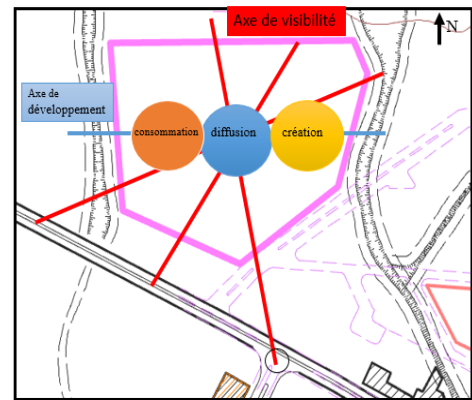 Axe de visibilité
N
Axe de
développement
consommation
diffusion
création